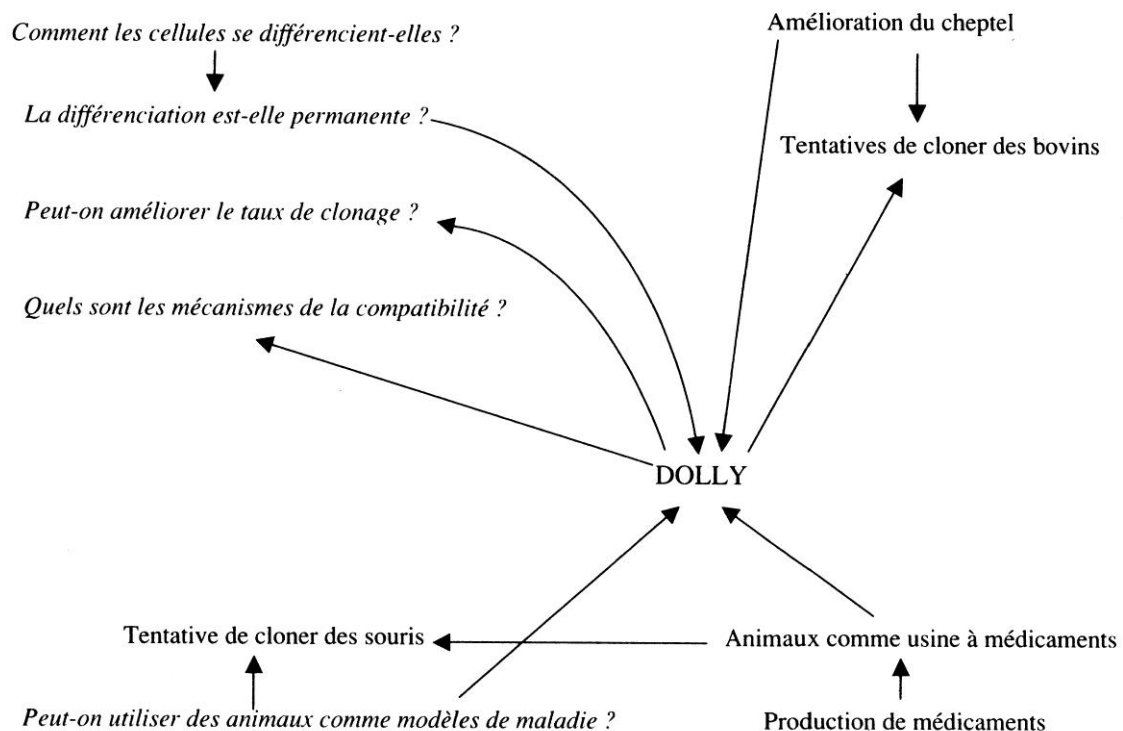 Comment les cellules se différencient-elles ?
Amélioration du cheptel
La différenciation est-elle permanente ?
Tentatives de cloner des bovins
Peut-on améliorer le taux de clonage ?
Quels sont les mécanismes de la compatibilité ?
DOLLY
Tentative de cloner des souris
Animaux comme usine à médicaments
Peut-on utiliser des animaux comme modèles de maladie ?
Production de médicaments